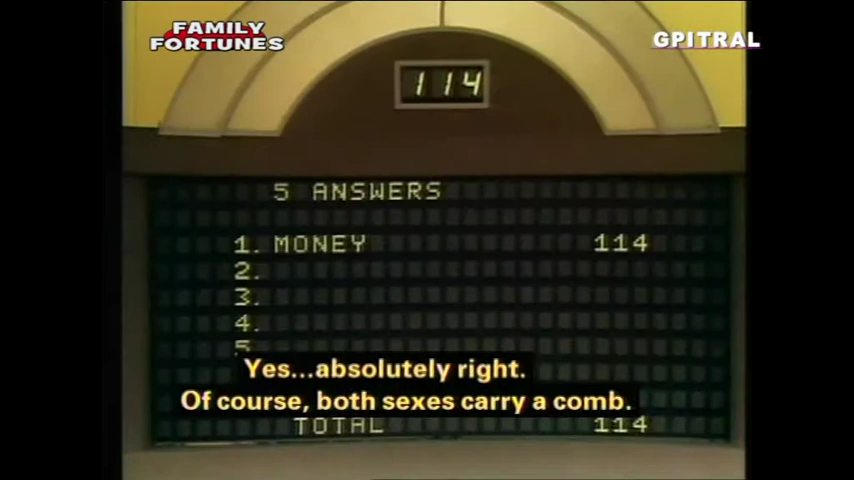 FAMILY
FORTUNES
GPITRAL
114
5 ANSWERS
1. MONEY 114
2.
3.
4.
5.
Yes...absolutely right.
Of course, both sexes carry a comb.
TOTAL 114